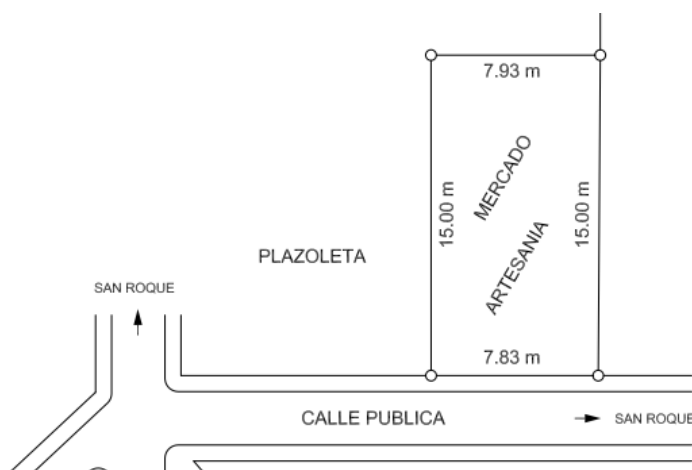 7.93 m
MERCADO
15.00 m
15.00 m
ARTESANIA
PLAZOLETA
SAN ROQUE
7.83 m
CALLE PUBLICA
SAN ROQUE